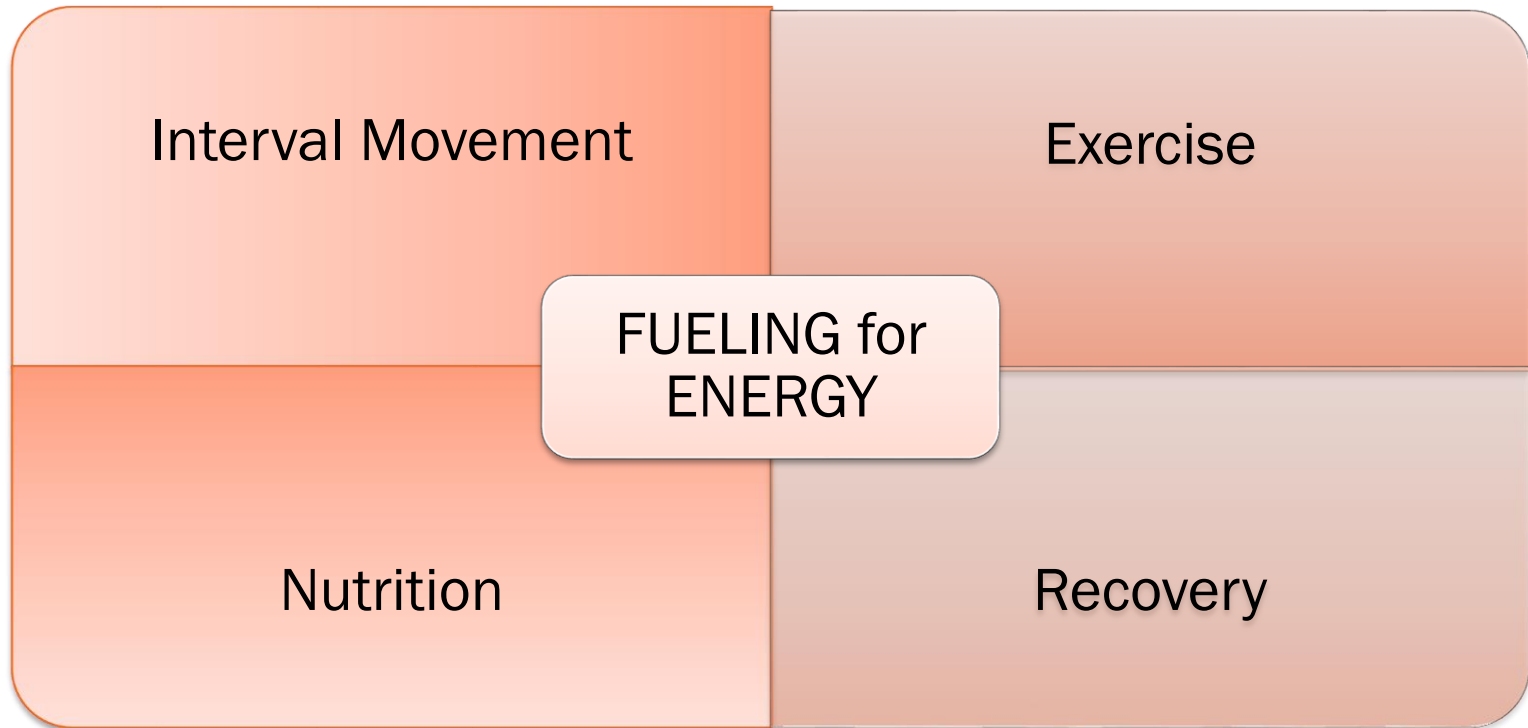 Interval Movement
Exercise
FUELING for
ENERGY
Nutrition
Recovery